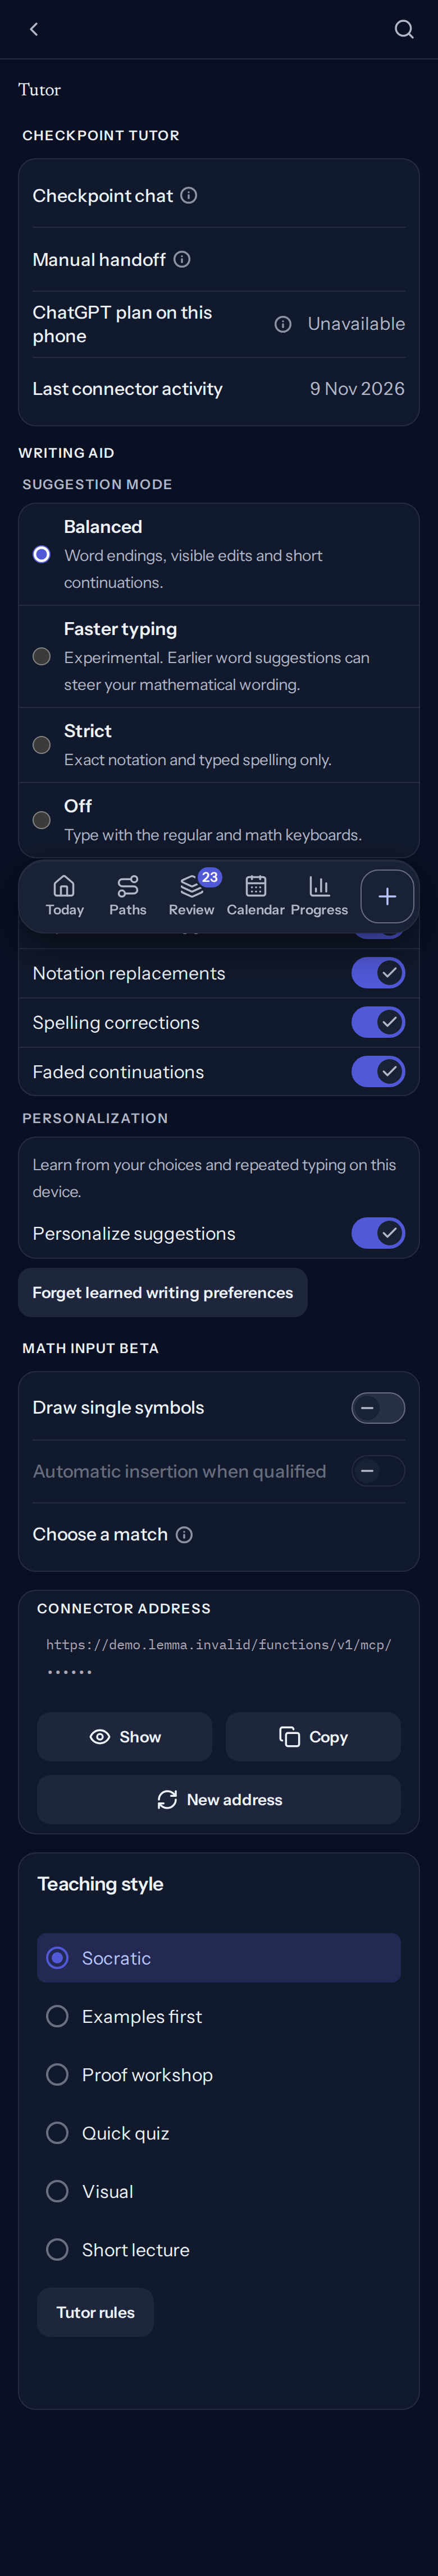 Tutor
CHECKPOINT TUTOR
Checkpoint chat
Manual handoff
ChatGPT plan on this
phone
Unavailable
Last connector activity
9 Nov 2026
WRITING AID
SUGGESTION MODE
Balanced
Word endings, visible edits and short
continuations.
Faster typing
Experimental. Earlier word suggestions can
steer your mathematical wording.
Strict
Exact notation and typed spelling only.
Off
Type with the regular and math keyboards.
23
Today Paths Review Calendar Progress
Notation replacements
Spelling corrections
Faded continuations
PERSONALIZATION
Learn from your choices and repeated typing on this
device.
Personalize suggestions
Forget learned writing preferences
MATH INPUT BETA
Draw single symbols
Automatic insertion when qualified
Choose a match
CONNECTOR ADDRESS
https://demo.lemma.invalid/functions/v1/mcp/
••••••
Show
Copy
New address
Teaching style
Socratic
Examples first
Proof workshop
Quick quiz
Visual
Short lecture
Tutor rules